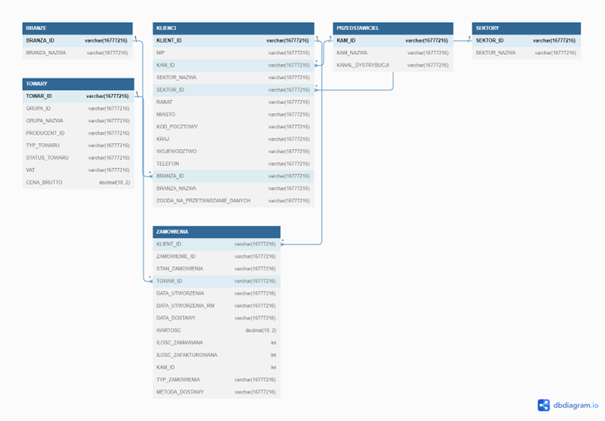 BRANZE
BRANZA_ID varchar(16777216)
BRANZA_NAZWA varchar(16777216)
TOWARY
TOWAR_ID varchar(16777216)
GRUPA_ID varchar(16777216)
GRUPA_NAZWA varchar(16777216)
PRODUCENT_ID varchar(16777216)
TYP_TOWARU varchar(16777216)
STATUS_TOWARU varchar(16777216)
VAT varchar(16777216)
CENA_BRUTTO decimal(10, 2)
KLIENCI
KLIENT_ID varchar(16777216)
NIP varchar(16777216)
KAM_ID varchar(16777216)
SEKTOR_NAZWA varchar(16777216)
SEKTOR_ID varchar(16777216)
RABAT varchar(16777216)
MIASTO varchar(16777216)
KOD_POCZTOWY varchar(16777216)
KRAJ varchar(16777216)
WOJEWODZTWO varchar(16777216)
TELEFON varchar(16777216)
BRANZA_ID varchar(16777216)
BRANZA_NAZWA varchar(16777216)
ZGODA_NA_PRZETWARZANIE_DANYCH varchar(16777216)
PRZEDSTAWICIEL
KAM_ID varchar(16777216)
KAM_NAZWA varchar(16777216)
KANAL_DYSTRYBUCJI varchar(16777216)
SEKTORY
SEKTOR_ID varchar(16777216)
SEKTOR_NAZWA varchar(16777216)
ZAMOWIENIA
KLIENT_ID varchar(16777216)
ZAMOWIENIE_ID varchar(16777216)
STAN_ZAMOWIENIA varchar(16777216)
TOWAR_ID varchar(16777216)
DATA_UTWORZENIA varchar(16777216)
DATA_UTWORZENIA_RM varchar(16777216)
DATA_DOSTAWY varchar(16777216)
WARTOSC decimal(10, 2)
ILOSC_ZAMAWIANA int
ILOSC_ZAFAKTUROWANA int
KAM_ID int
TYP_ZAMOWIENIA varchar(16777216)
METODA_DOSTAWY varchar(16777216)
dbdiagram.io